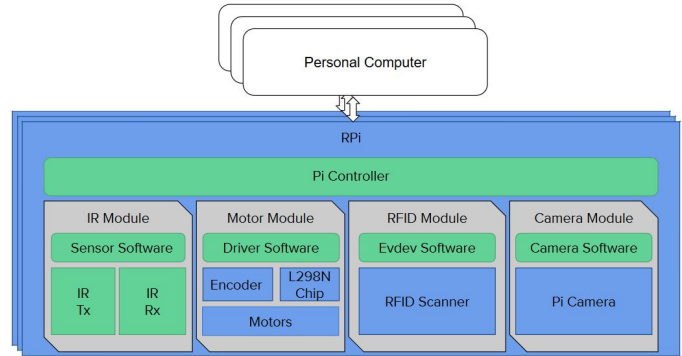 Personal Computer
RPi
Pi Controller
IR Module
Motor Module
RFID Module
Camera Module
Sensor Software
Driver Software
Evdev Software
Camera Software
IR
Tx
IR
Rx
Encoder
L298N
Chip
Motors
RFID Scanner
Pi Camera